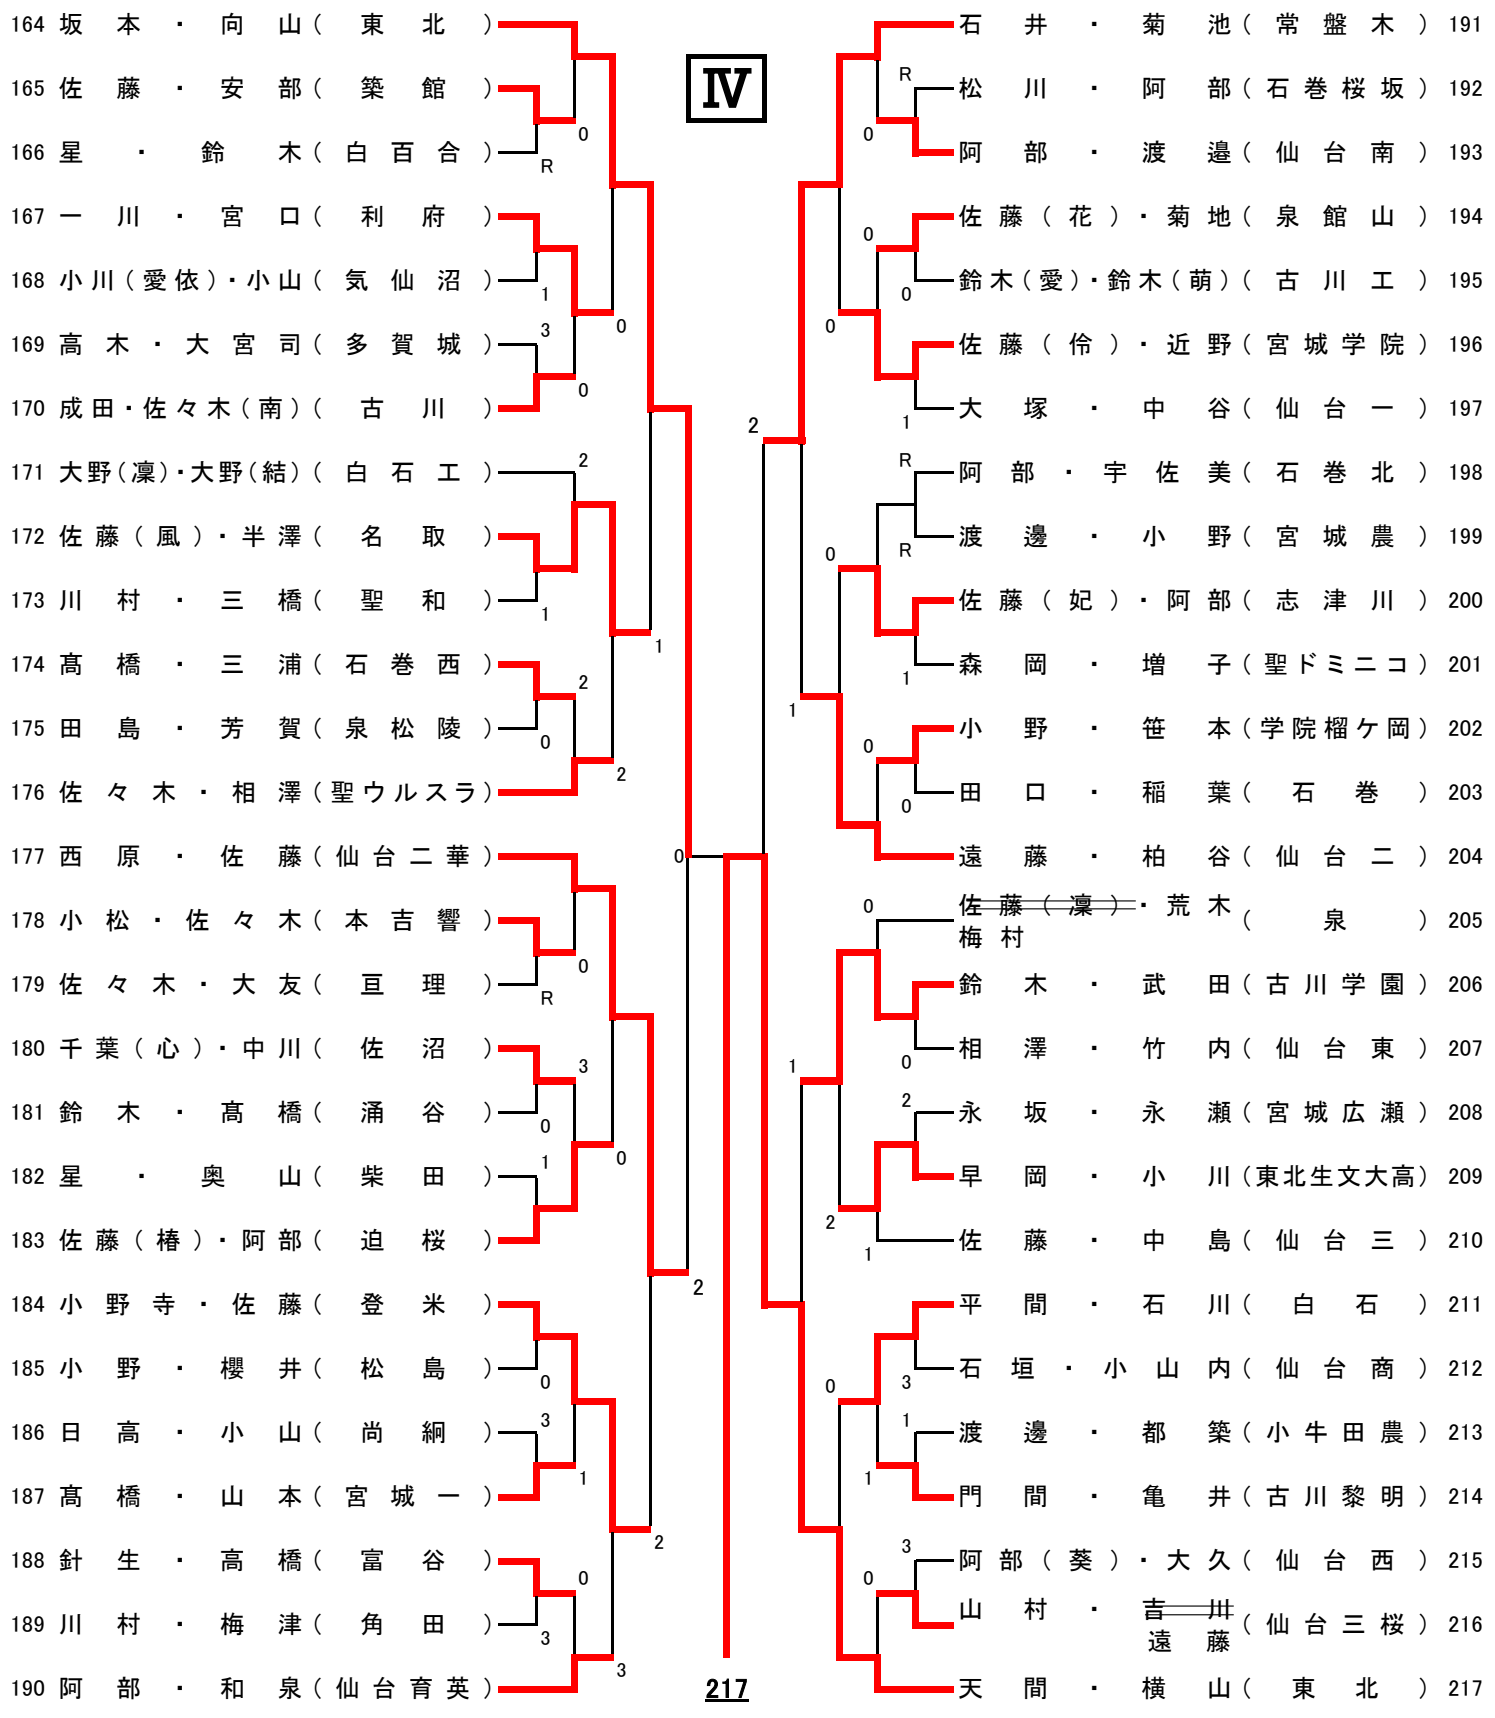 Ⅳ
164 坂本・向山(東北)
165 佐藤・安部(築館)
0
166 星・鈴木(白百合)
R
167 一川・宮口(利府)
168 小川(愛依)・小山(気仙沼)
1
0
169 高木・大宮司(多賀城)
3
0
170 成田・佐々木(南)(古川)
171 大野(凜)・大野(結)(白石工)
2
172 佐藤(風)・半澤(名取)
173 川村・三橋(聖和)
1
1
174 髙橋・三浦(石巻西)
2
175 田島・芳賀(泉松陵)
0
2
176 佐々木・相澤(聖ウルスラ)
177 西原・佐藤(仙台二華)
0
178 小松・佐々木(本吉響)
0
179 佐々木・大友(亘理)
R
180 千葉(心)・中川(佐沼)
3
181 鈴木・髙橋(涌谷)
0
1
0
182 星・奥山(柴田)
183 佐藤(椿)・阿部(迫桜)
2
184 小野寺・佐藤(登米)
185 小野・櫻井(松島)
0
186 日高・小山(尚絅)
3
1
187 髙橋・山本(宮城一)
2
188 針生・高橋(富谷)
0
189 川村・梅津(角田)
3
3
190 阿部・和泉(仙台育英)
217
石井・菊池(常盤木) 191
R
松川・阿部(石巻桜坂) 192
0
阿部・渡邉(仙台南) 193
佐藤(花)・菊地(泉館山) 194
0
鈴木(愛)・鈴木(萌)(古川工) 195
0
0
佐藤(伶)・近野(宮城学院) 196
大塚・中谷(仙台一) 197
1
2
R
阿部・宇佐美(石巻北) 198
渡邊・小野(宮城農) 199
R
0
佐藤(妃)・阿部(志津川) 200
森岡・増子(聖ドミニコ) 201
1
1
小野・笹本(学院榴ケ岡) 202
0
田口・稲葉(石巻) 203
0
遠藤・柏谷(仙台二) 204
0
佐藤(凜)・荒木(泉) 205
梅村
鈴木・武田(古川学園) 206
相澤・竹内(仙台東) 207
0
1
2
永坂・永瀬(宮城広瀬) 208
早岡・小川(東北生文大高) 209
2
佐藤・中島(仙台三) 210
1
平間・石川(白石) 211
石垣・小山内(仙台商) 212
3
0
1
渡邊・都築(小牛田農) 213
1
門間・亀井(古川黎明) 214
3
阿部(葵)・大久(仙台西) 215
0
山村・吉川(仙台三桜) 216
遠藤
天間・横山(東北) 217